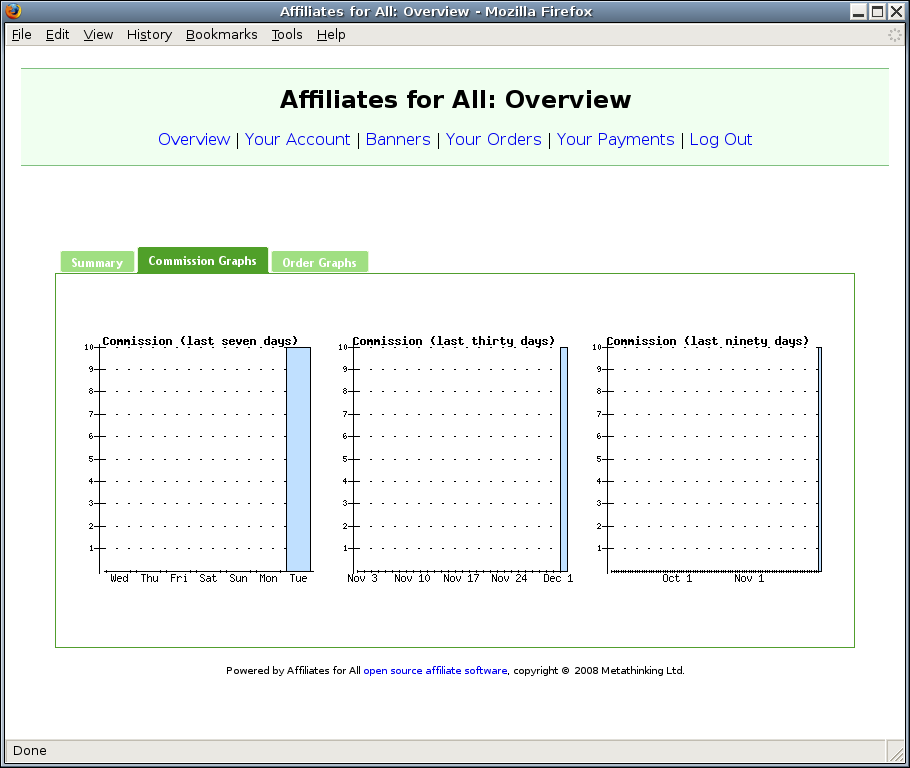 Affiliates for All: Overview - Mozilla Firefox
File Edit View History Bookmarks Tools Help
Affiliates for All: Overview
Overview | Your Account | Banners | Your Orders | Your Payments | Log Out
Summary Commission Graphs Order Graphs
Commission (last seven days)
10
9
8
7
6
5
4
3
2
1
Wed Thu Fri Sat Sun Mon Tue
Commission (last thirty days)
10
9
8
7
6
5
4
3
2
1
Nov 3 Nov 10 Nov 17 Nov 24 Dec 1
Commission (last ninety days)
10
9
8
7
6
5
4
3
2
1
Oct 1 Nov 1
Powered by Affiliates for All open source affiliate software, copyright © 2008 Metathinking Ltd.
Done